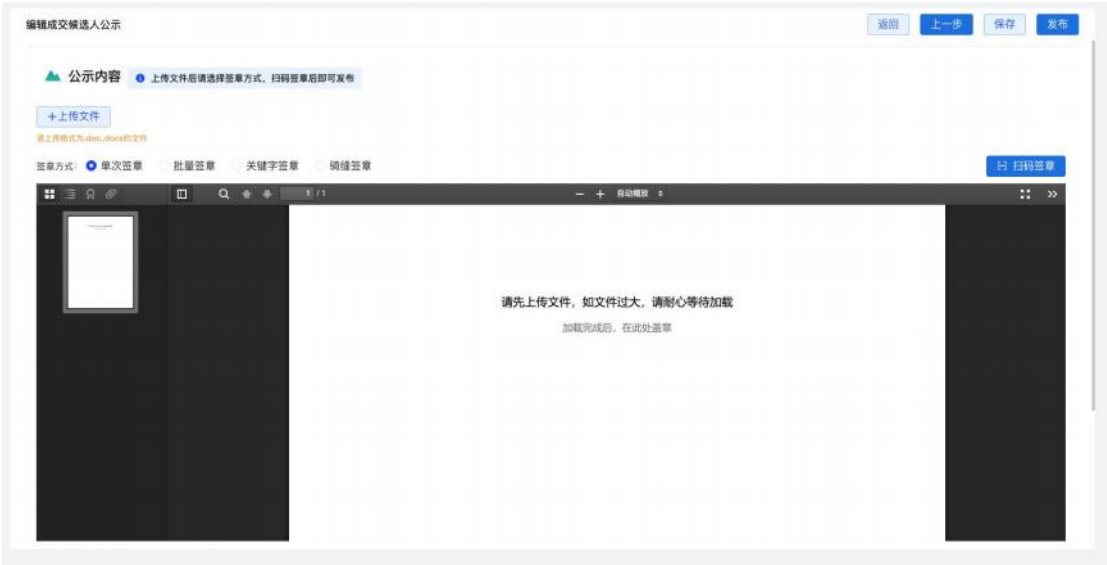 编辑成交候选人公示
返回 上一步 保存 发布
公示内容 上传文件后请选择签章方式，扫码签章后即可发布
+上传文件
请上传格式为.doc,.docx的文件
签章方式: 单次签章 批量签章 关键字签章 骑缝签章 扫码签章
1 / 1 — + 自动缩放
请先上传文件，如文件过大，请耐心等待加载
加载完成后，在此处盖章